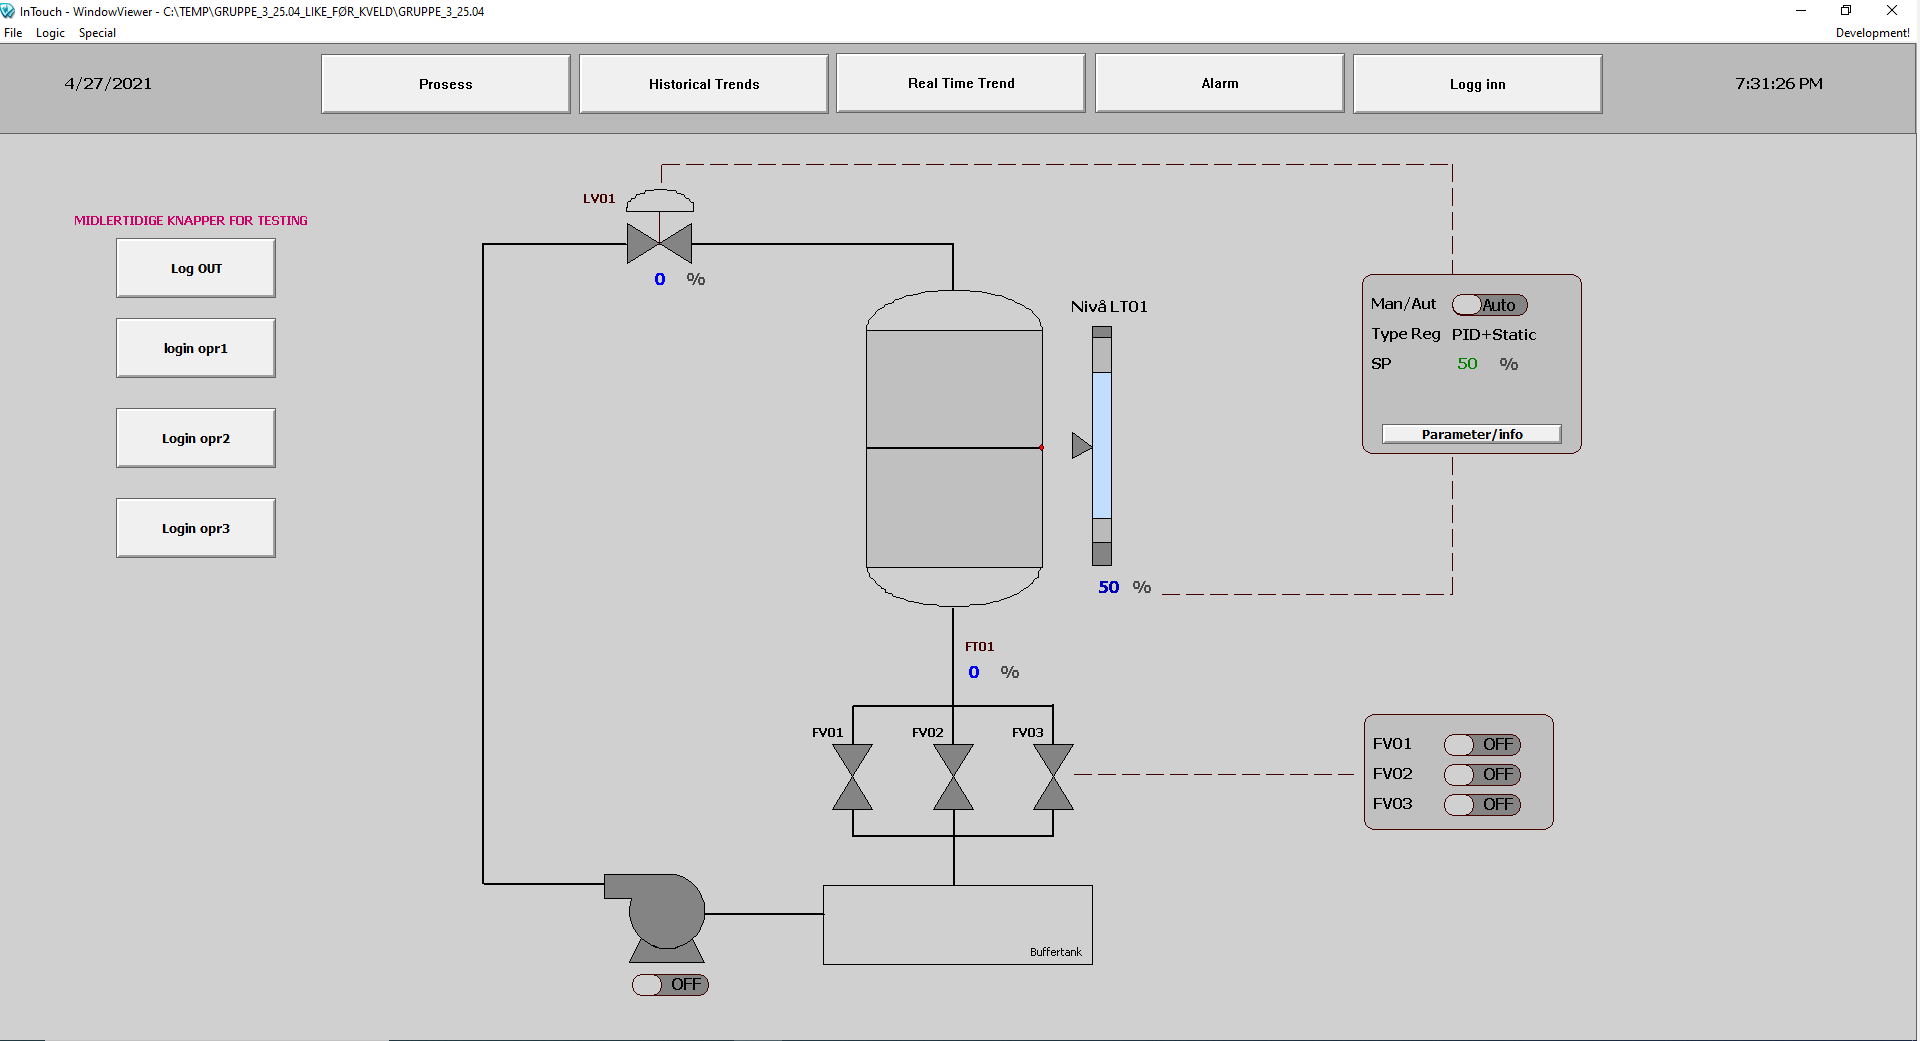 InTouch - WindowViewer - C:\TEMP\GRUPPE_3_25.04_LIKE_FØR_KVELD\GRUPPE_3_25.04
File Logic Special Development!
4/27/2021 Prosess Historical Trends Real Time Trend Alarm Logg inn 7:31:26 PM
LV01
MIDLERTIDIGE KNAPPER FOR TESTING
Log OUT
0 %
Nivå LT01
Man/Aut Auto
Type Reg PID+Static
login opr1
SP 50 %
Login opr2
Parameter/info
Login opr3
50 %
FT01
0 %
FV01 FV02 FV03
FV01 OFF
FV02 OFF
FV03 OFF
Buffertank
OFF